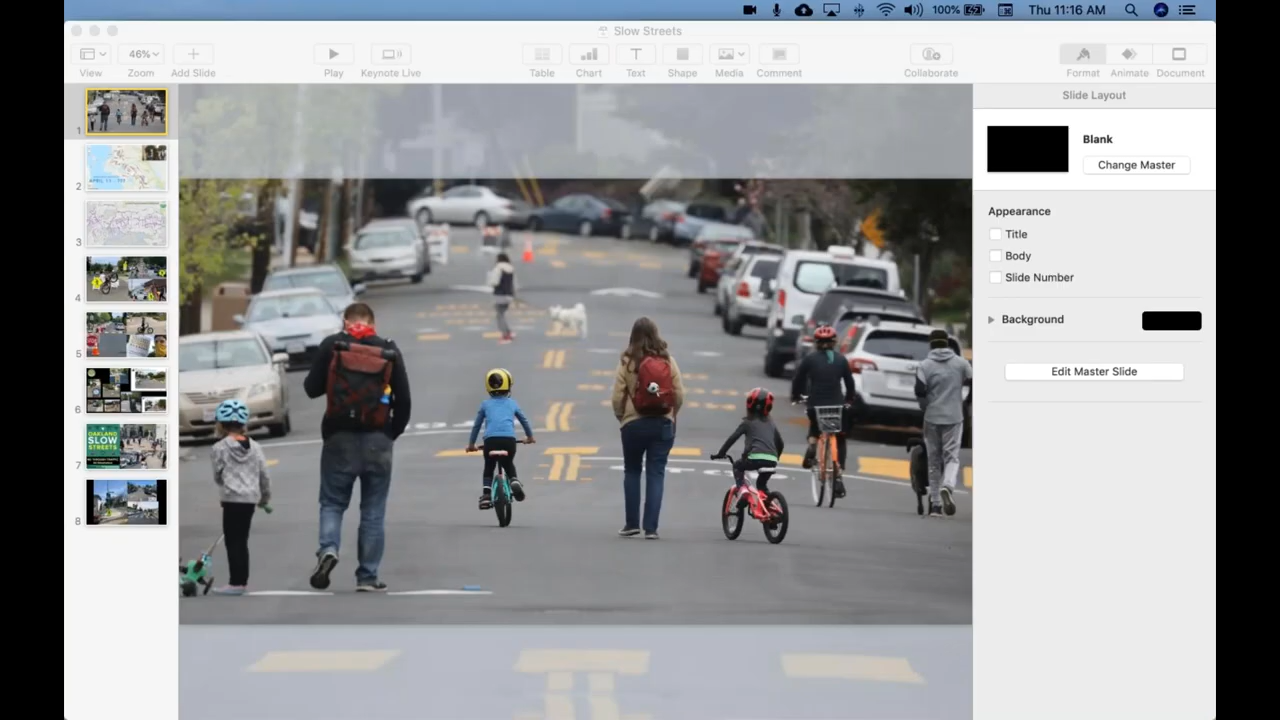 100%
Thu 11:16 AM
Slow Streets
46%
View
Zoom
Add Slide
Play
Keynote Live
Table
Chart
Text
Shape
Media
Comment
Collaborate
Format
Animate
Document
Slide Layout
1
2
3
4
5
6
7
8
OAKLAND
SLOW
STREETS
Blank
Change Master
Appearance
Title
Body
Slide Number
Background
Edit Master Slide